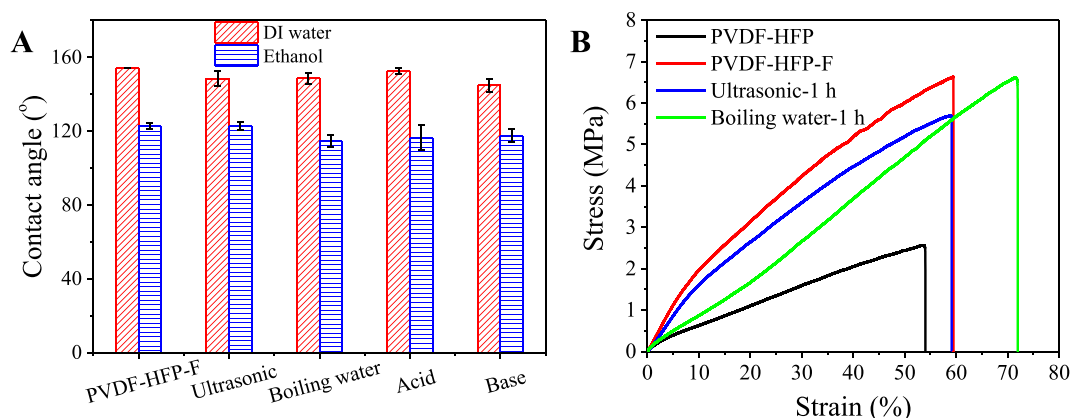 A
DI water
Ethanol
Contact angle (o)
160
120
80
40
0
PVDF-HFP-F
Ultrasonic
Boiling water
Acid
Base
B
PVDF-HFP
PVDF-HFP-F
Ultrasonic-1 h
Boiling water-1 h
Stress (MPa)
8
7
6
5
4
3
2
1
0
0 10 20 30 40 50 60 70 80
Strain (%)